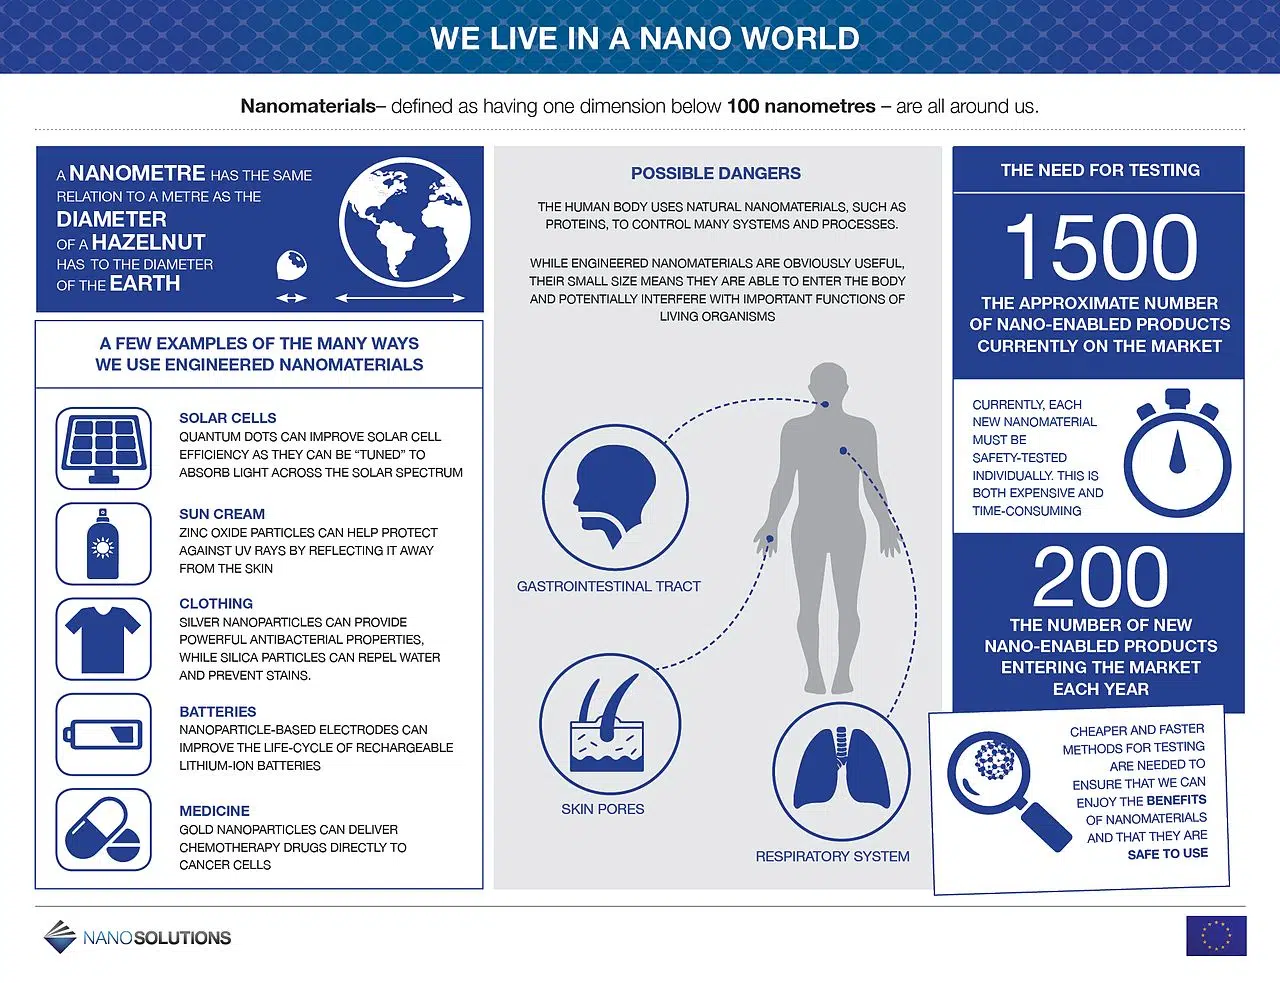 WE LIVE IN A NANO WORLD
Nanomaterials– defined as having one dimension below 100 nanometres – are all around us.
A NANOMETRE HAS THE SAME
RELATION TO A METRE AS THE
DIAMETER
OF A HAZELNUT
HAS TO THE DIAMETER
OF THE EARTH
A FEW EXAMPLES OF THE MANY WAYS
WE USE ENGINEERED NANOMATERIALS
SOLAR CELLS
QUANTUM DOTS CAN IMPROVE SOLAR CELL
EFFICIENCY AS THEY CAN BE “TUNED” TO
ABSORB LIGHT ACROSS THE SOLAR SPECTRUM
SUN CREAM
ZINC OXIDE PARTICLES CAN HELP PROTECT
AGAINST UV RAYS BY REFLECTING IT AWAY
FROM THE SKIN
CLOTHING
SILVER NANOPARTICLES CAN PROVIDE
POWERFUL ANTIBACTERIAL PROPERTIES,
WHILE SILICA PARTICLES CAN REPEL WATER
AND PREVENT STAINS.
BATTERIES
NANOPARTICLE-BASED ELECTRODES CAN
IMPROVE THE LIFE-CYCLE OF RECHARGEABLE
LITHIUM-ION BATTERIES
MEDICINE
GOLD NANOPARTICLES CAN DELIVER
CHEMOTHERAPY DRUGS DIRECTLY TO
CANCER CELLS
POSSIBLE DANGERS
THE HUMAN BODY USES NATURAL NANOMATERIALS, SUCH AS
PROTEINS, TO CONTROL MANY SYSTEMS AND PROCESSES.
WHILE ENGINEERED NANOMATERIALS ARE OBVIOUSLY USEFUL,
THEIR SMALL SIZE MEANS THEY ARE ABLE TO ENTER THE BODY
AND POTENTIALLY INTERFERE WITH IMPORTANT FUNCTIONS OF
LIVING ORGANISMS
GASTROINTESTINAL TRACT
SKIN PORES
RESPIRATORY SYSTEM
THE NEED FOR TESTING
1500
THE APPROXIMATE NUMBER
OF NANO-ENABLED PRODUCTS
CURRENTLY ON THE MARKET
CURRENTLY, EACH
NEW NANOMATERIAL
MUST BE
SAFETY-TESTED
INDIVIDUALLY. THIS IS
BOTH EXPENSIVE AND
TIME-CONSUMING
200
THE NUMBER OF NEW
NANO-ENABLED PRODUCTS
ENTERING THE MARKET
EACH YEAR
CHEAPER AND FASTER
METHODS FOR TESTING
ARE NEEDED TO
ENSURE THAT WE CAN
ENJOY THE BENEFITS
OF NANOMATERIALS
AND THAT THEY ARE
SAFE TO USE
NANOSOLUTIONS